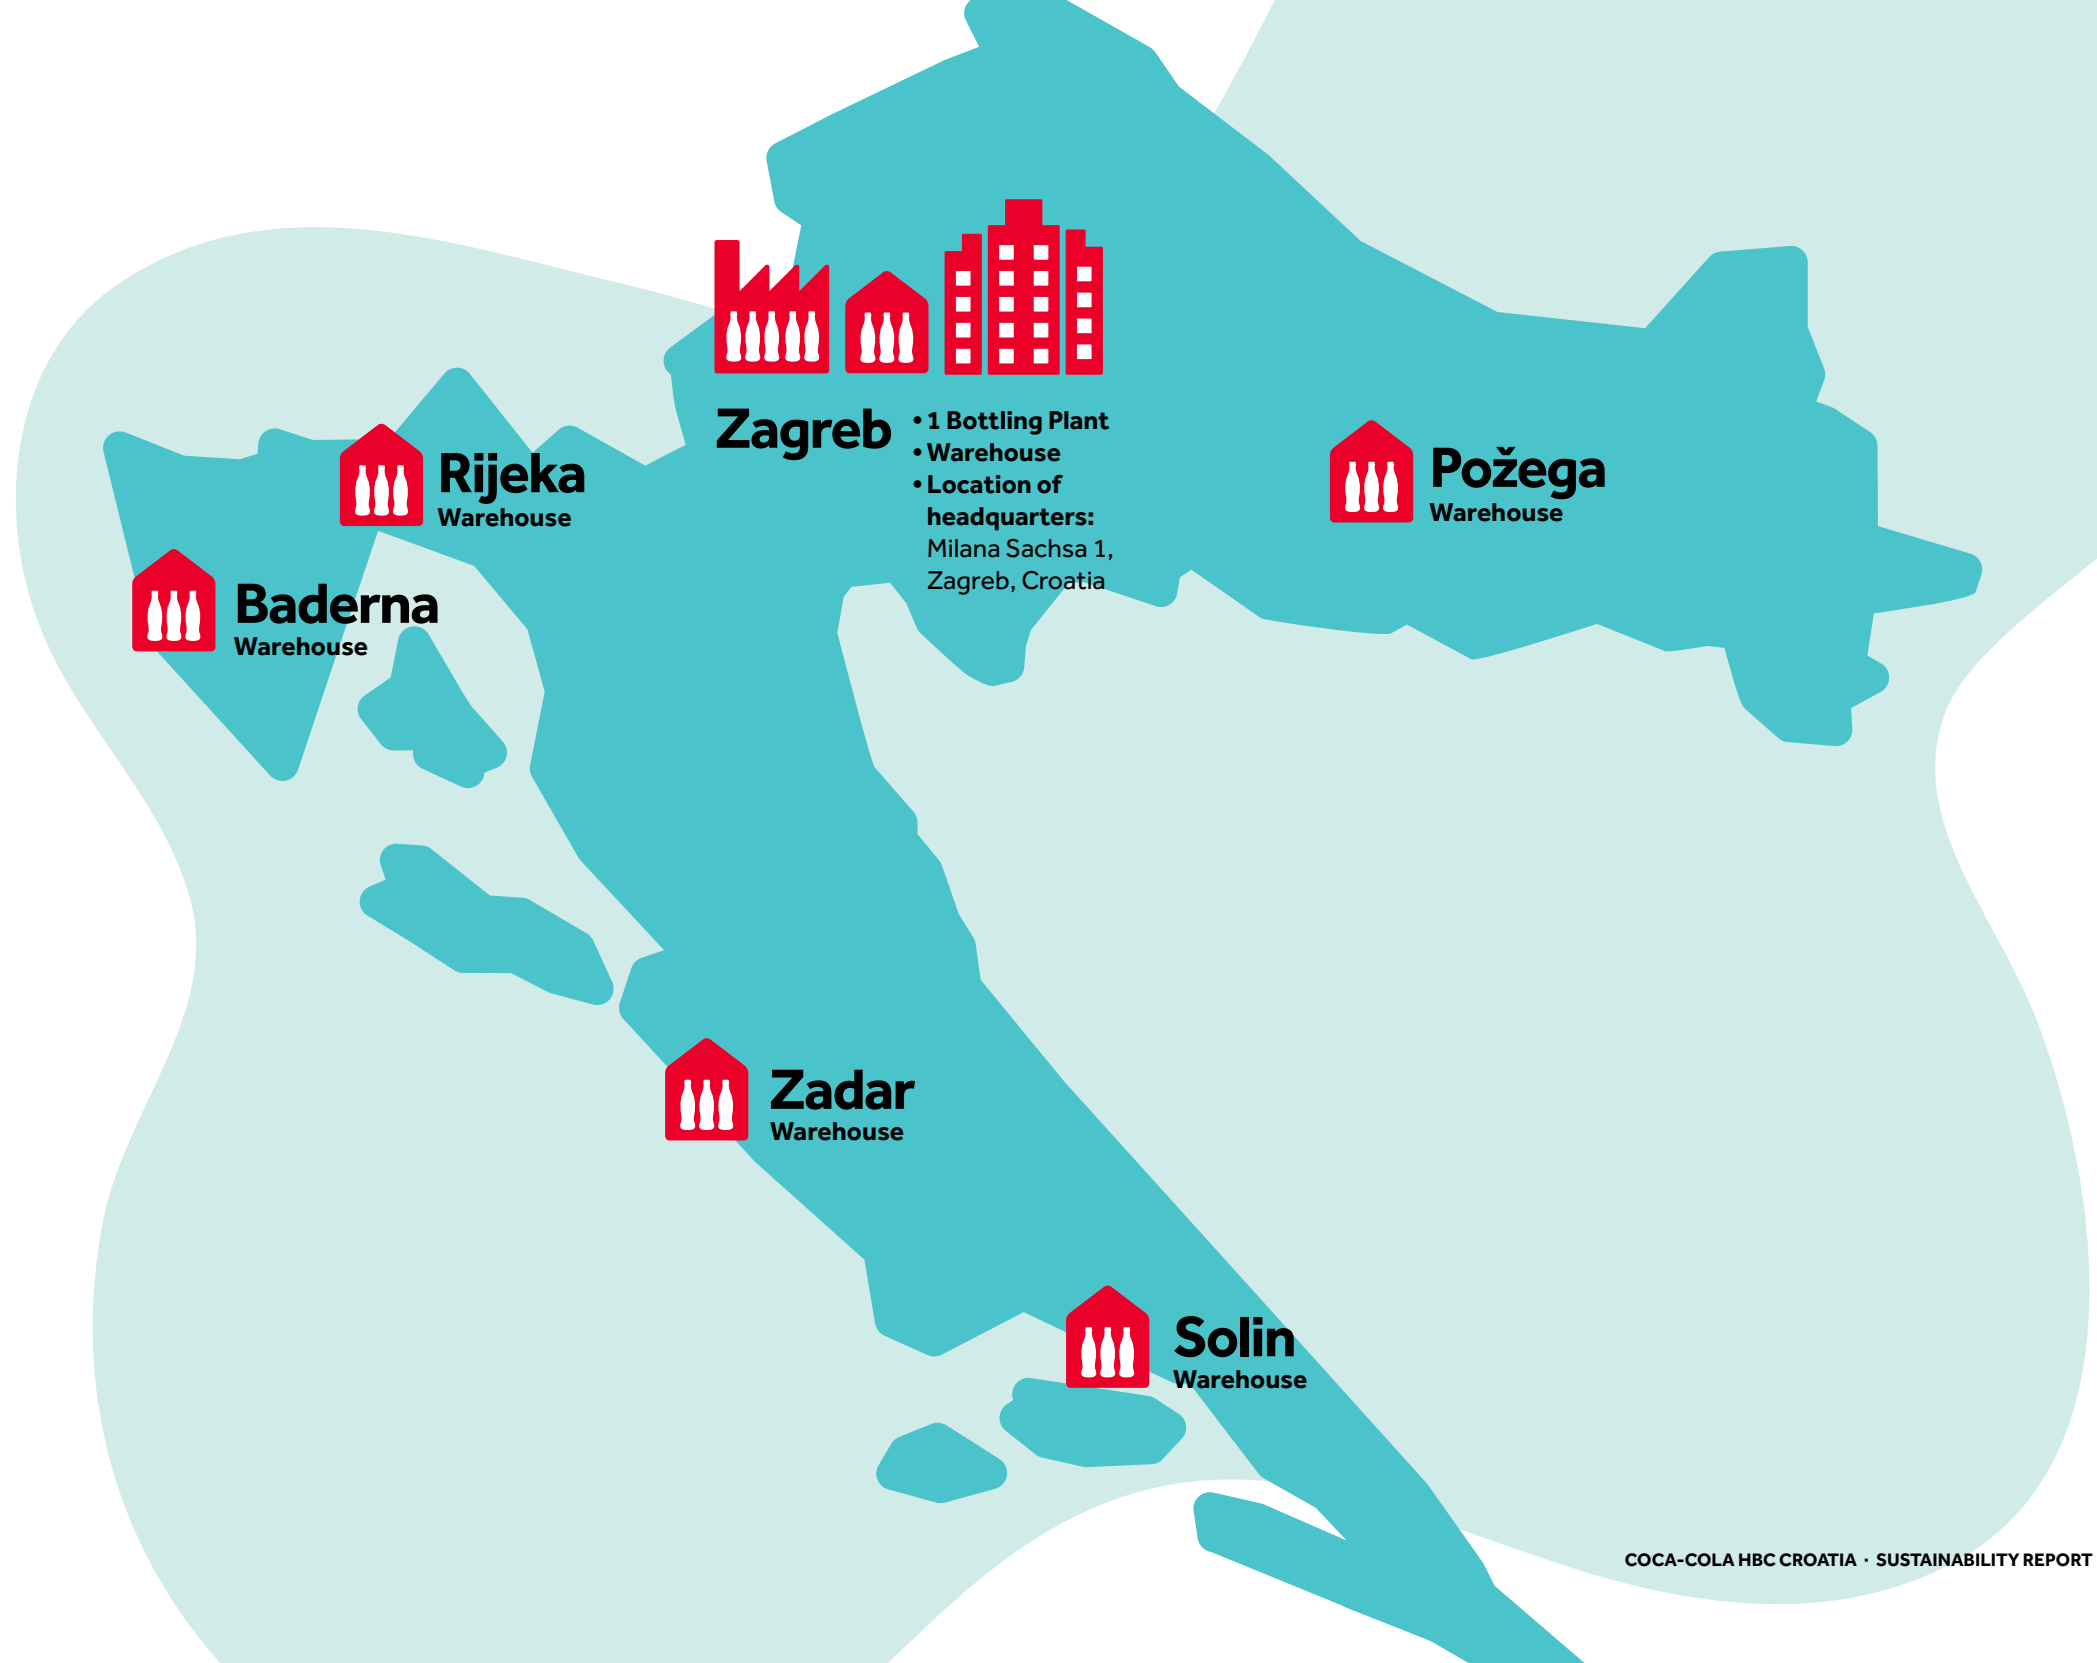 Zagreb
• 1 Bottling Plant
• Warehouse
• Location of
headquarters:
Milana Sachsa 1,
Zagreb, Croatia
Rijeka
Warehouse
Požega
Warehouse
Baderna
Warehouse
Zadar
Warehouse
Solin
Warehouse
COCA-COLA HBC CROATIA · SUSTAINABILITY REPORT